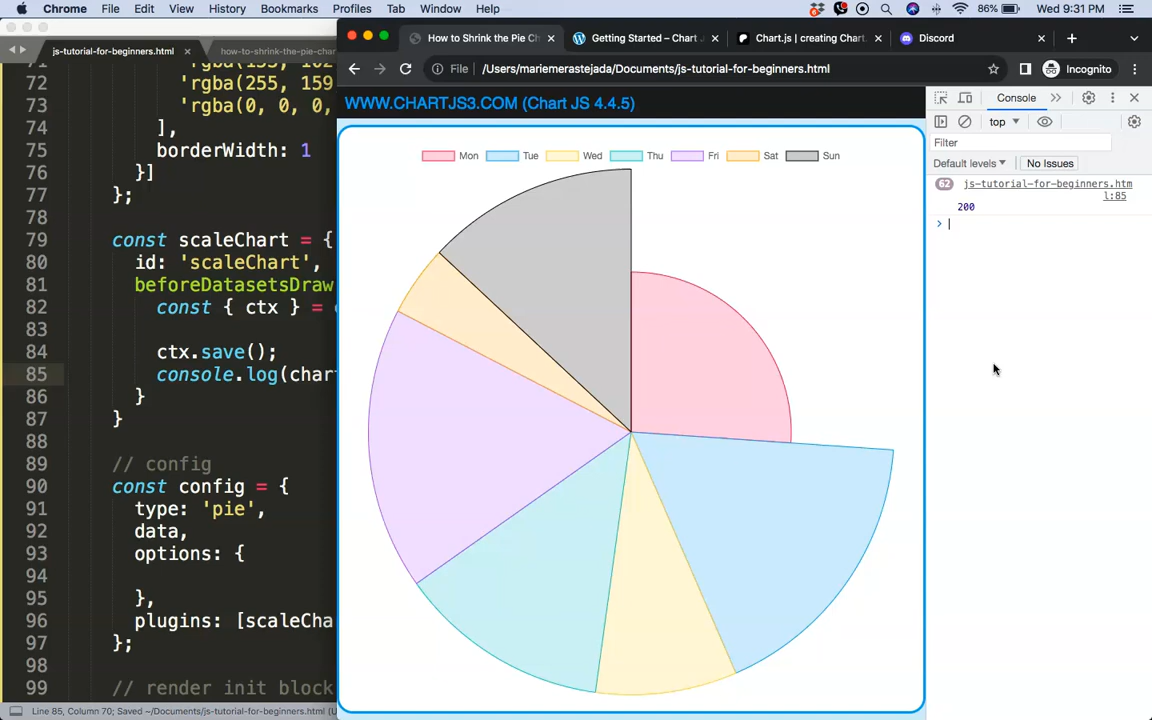 Chrome File Edit View History Bookmarks Profiles Tab Window Help 86% Wed 9:31 PM
js-tutorial-for-beginners.html × how-to-shrink-the-pie-char
How to Shrink the Pie Ch × Getting Started – Chart J × Chart.js | creating Chart. × Discord ×
File /Users/mariemerastejada/Documents/js-tutorial-for-beginners.html Incognito
WWW.CHARTJS3.COM (Chart JS 4.4.5)
Mon Tue Wed Thu Fri Sat Sun
72 'rgba(255, 159
73 'rgba(0, 0, 0,
74 ],
75 borderWidth: 1
76 }]
77 };
78
79 const scaleChart = {
80 id: 'scaleChart',
81 beforeDatasetsDraw
82 const { ctx } =
83
84 ctx.save();
85 console.log(chart
86 }
87 }
88
89 // config
90 const config = {
91 type: 'pie',
92 data,
93 options: {
94
95 },
96 plugins: [scaleCha
97 };
98
99 // render init block
Line 85, Column 70; Saved ~/Documents/js-tutorial-for-beginners.html
Console
top
Filter
Default levels No Issues
62 js-tutorial-for-beginners.htm
l:85
200